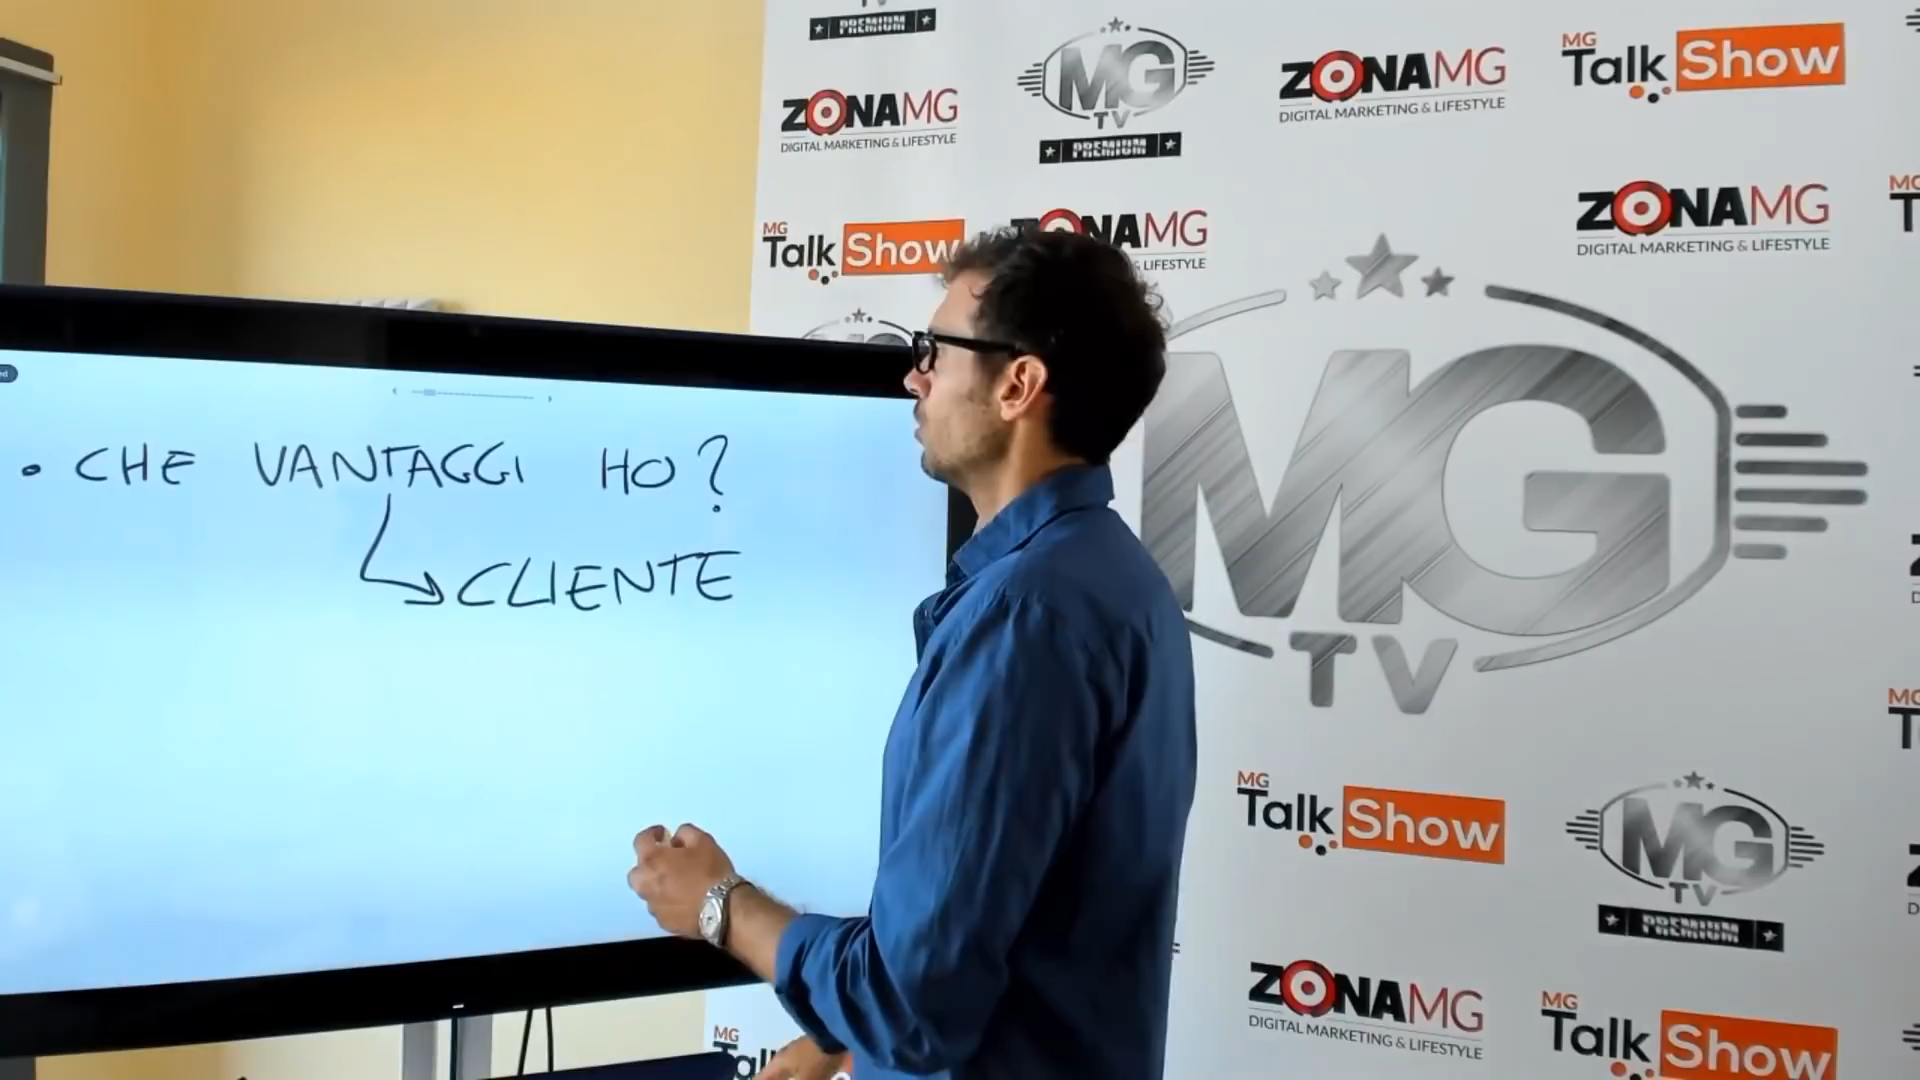 PREMIUM
ZONAMG
DIGITAL MARKETING & LIFESTYLE
MG
TV
PREMIUM
ZONAMG
DIGITAL MARKETING & LIFESTYLE
MG
Talk Show
MG
Talk Show
ZONAMG
LIFESTYLE
ZONAMG
DIGITAL MARKETING & LIFESTYLE
• CHE VANTAGGI HO?
CLIENTE
MG
TV
MG
Talk Show
MG
TV
PREMIUM
ZONAMG
DIGITAL MARKETING & LIFESTYLE
MG
Talk Show
MG